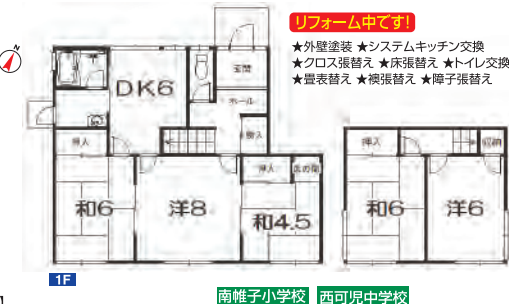 リフォーム中です!
★外壁塗装 ★システムキッチン交換
★クロス張替え ★床張替え ★トイレ交換
★畳表替え ★襖張替え ★障子張替え
N
玄関
DK6
ホール
押入
物入
押入
床の間
和6
洋8
和4.5
押入
収納
和6
洋6
1F
南帷子小学校
西可児中学校